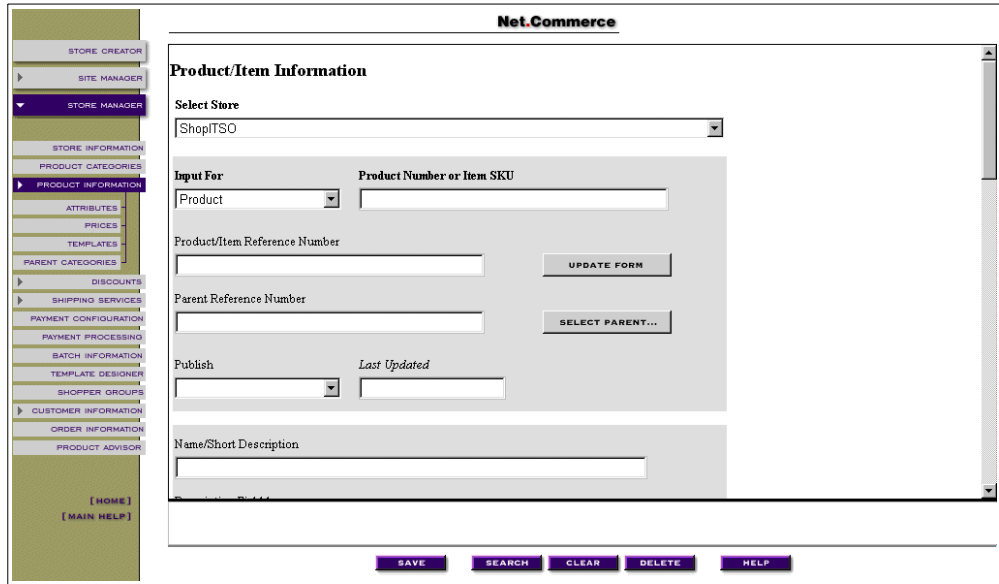 Net.Commerce
STORE CREATOR
SITE MANAGER
STORE MANAGER
STORE INFORMATION
PRODUCT CATEGORIES
PRODUCT INFORMATION
ATTRIBUTES
PRICES
TEMPLATES
PARENT CATEGORIES
DISCOUNTS
SHIPPING SERVICES
PAYMENT CONFIGURATION
PAYMENT PROCESSING
BATCH INFORMATION
TEMPLATE DESIGNER
SHOPPER GROUPS
CUSTOMER INFORMATION
ORDER INFORMATION
PRODUCT ADVISOR
[HOME]
[MAIN HELP]
Product/Item Information
Select Store
ShopITSO
Input For Product Number or Item SKU
Product
Product/Item Reference Number
UPDATE FORM
Parent Reference Number
SELECT PARENT...
Publish Last Updated
Name/Short Description
SAVE SEARCH CLEAR DELETE HELP